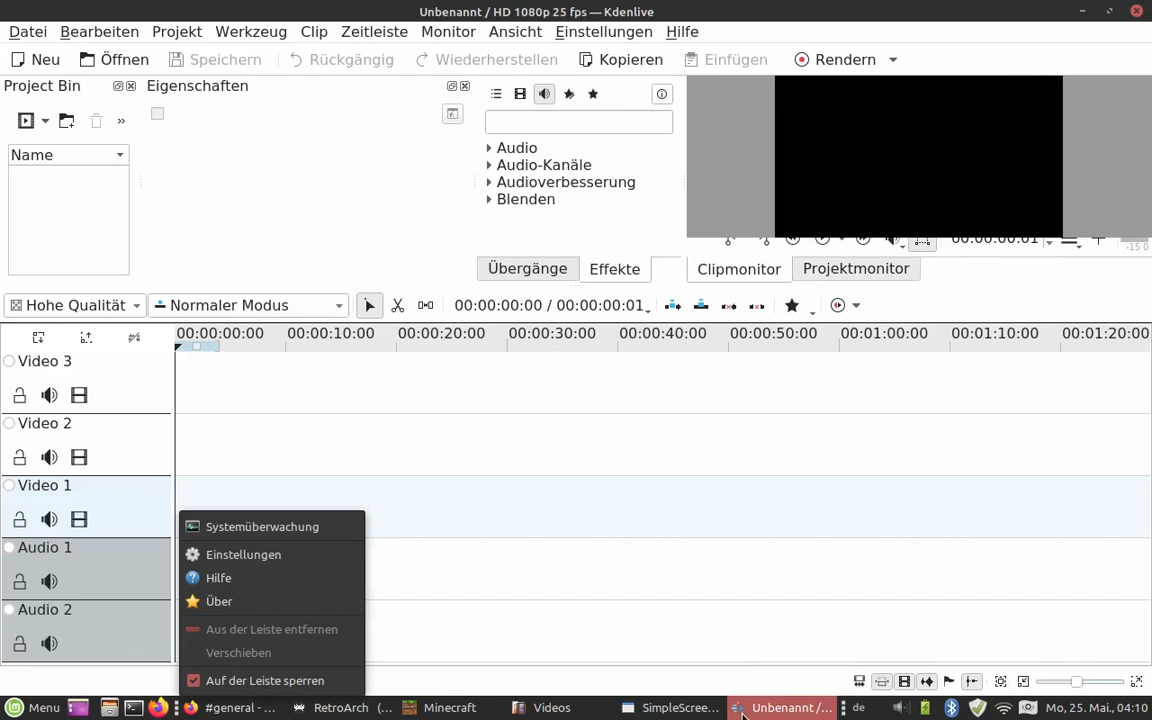 Unbenannt / HD 1080p 25 fps — Kdenlive
Datei Bearbeiten Projekt Werkzeug Clip Zeitleiste Monitor Ansicht Einstellungen Hilfe
Neu Öffnen Speichern Rückgängig Wiederherstellen Kopieren Einfügen Rendern
Project Bin Eigenschaften
Name
Audio
Audio-Kanäle
Audioverbesserung
Blenden
00:00:00:01
-15 0
Übergänge Effekte Clipmonitor Projektmonitor
Hohe Qualität Normaler Modus 00:00:00:00 / 00:00:00:01
00:00:00:00 00:00:10:00 00:00:20:00 00:00:30:00 00:00:40:00 00:00:50:00 00:01:00:00 00:01:10:00 00:01:20:00
Video 3
Video 2
Video 1
Audio 1
Audio 2
Systemüberwachung
Einstellungen
Hilfe
Über
Aus der Leiste entfernen
Verschieben
Auf der Leiste sperren
Menu #general - ... RetroArch (... Minecraft Videos SimpleScree... Unbenannt /... de Mo, 25. Mai., 04:10